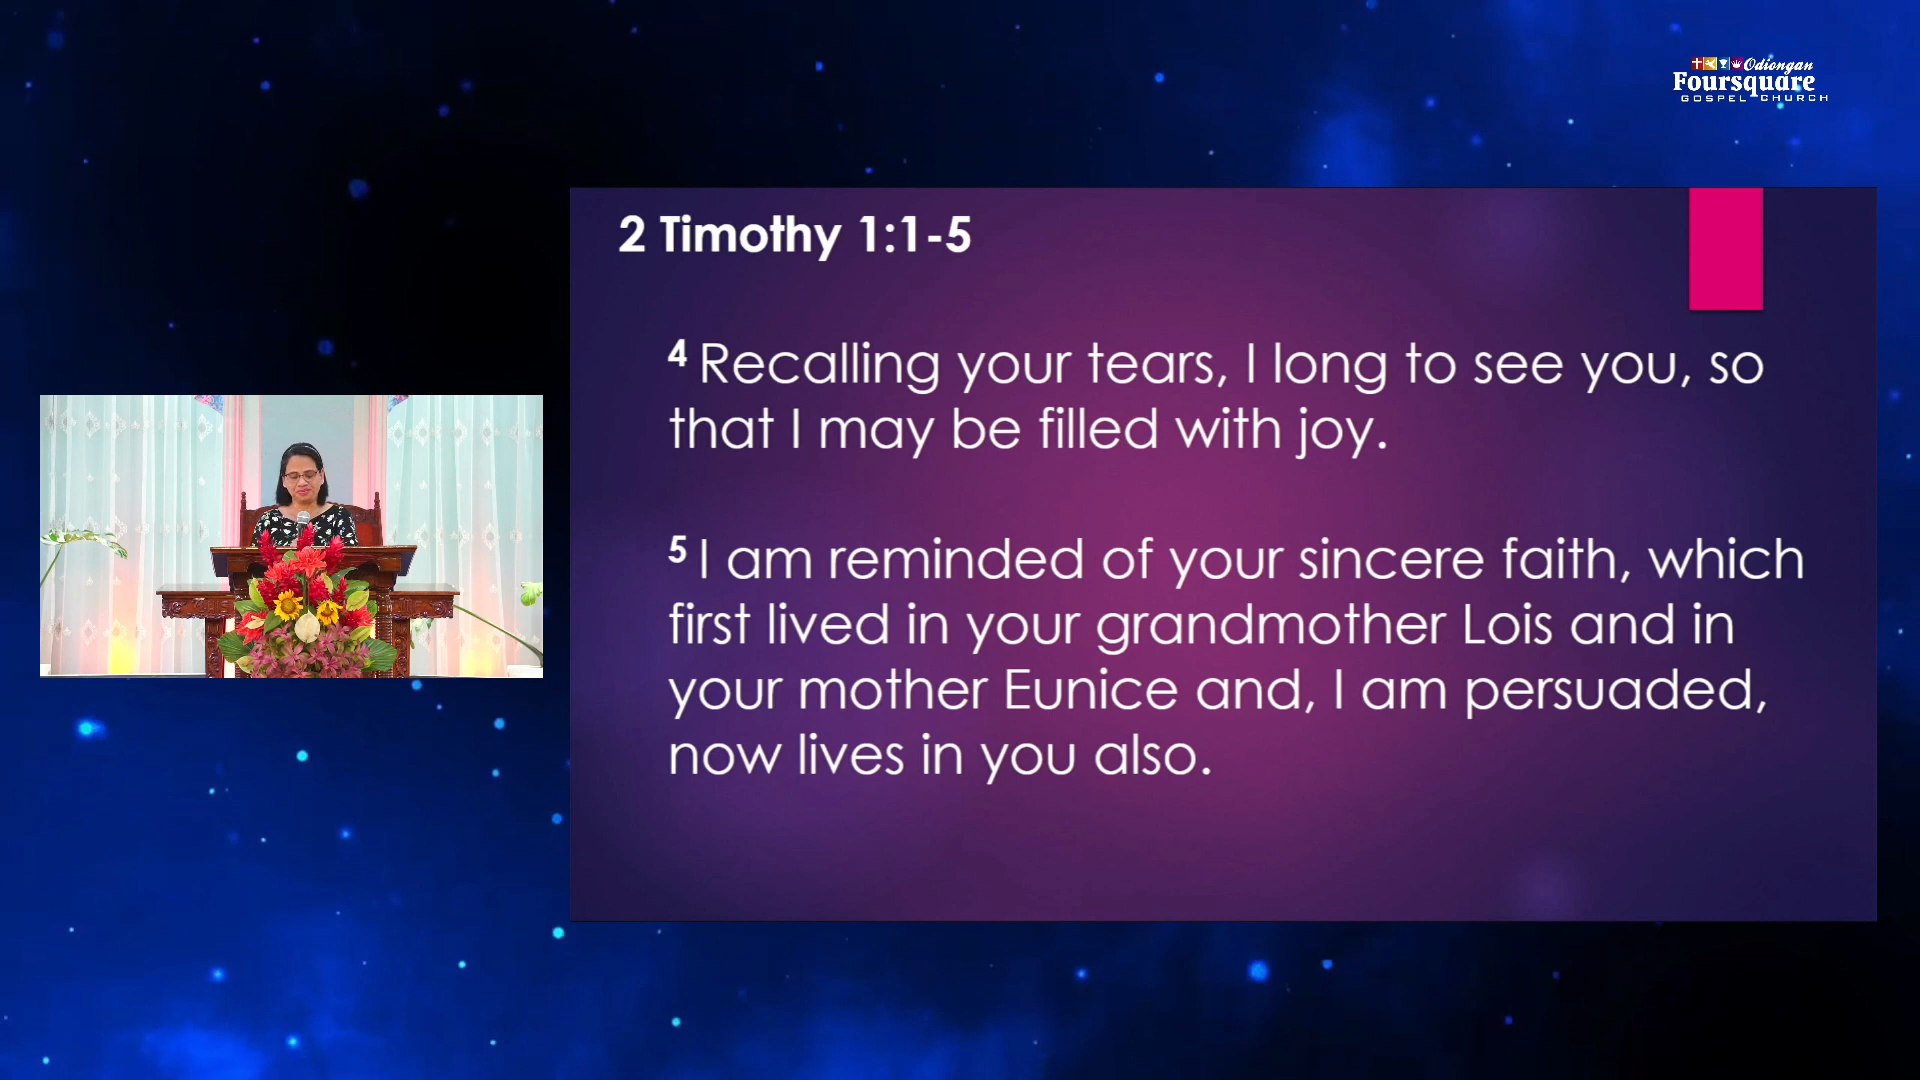 Odiongan
Foursquare
GOSPEL CHURCH
2 Timothy 1:1-5
4 Recalling your tears, I long to see you, so
that I may be filled with joy.
5 I am reminded of your sincere faith, which
first lived in your grandmother Lois and in
your mother Eunice and, I am persuaded,
now lives in you also.